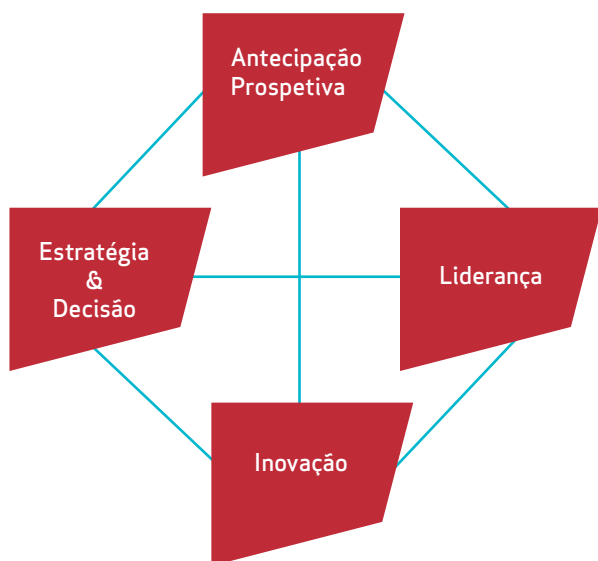 Antecipação
Prospetiva
Estratégia
&
Decisão
Liderança
Inovação